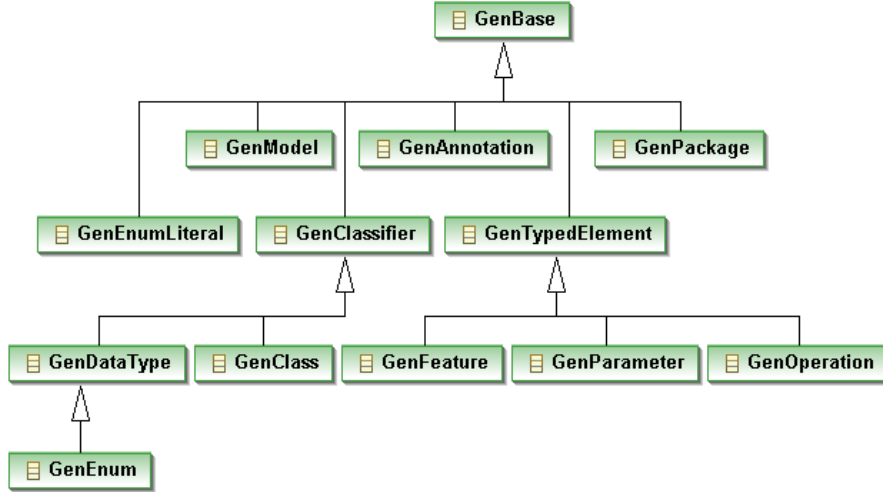 GenBase
GenModel
GenAnnotation
GenPackage
GenEnumLiteral
GenClassifier
GenTypedElement
GenDataType
GenClass
GenFeature
GenParameter
GenOperation
GenEnum